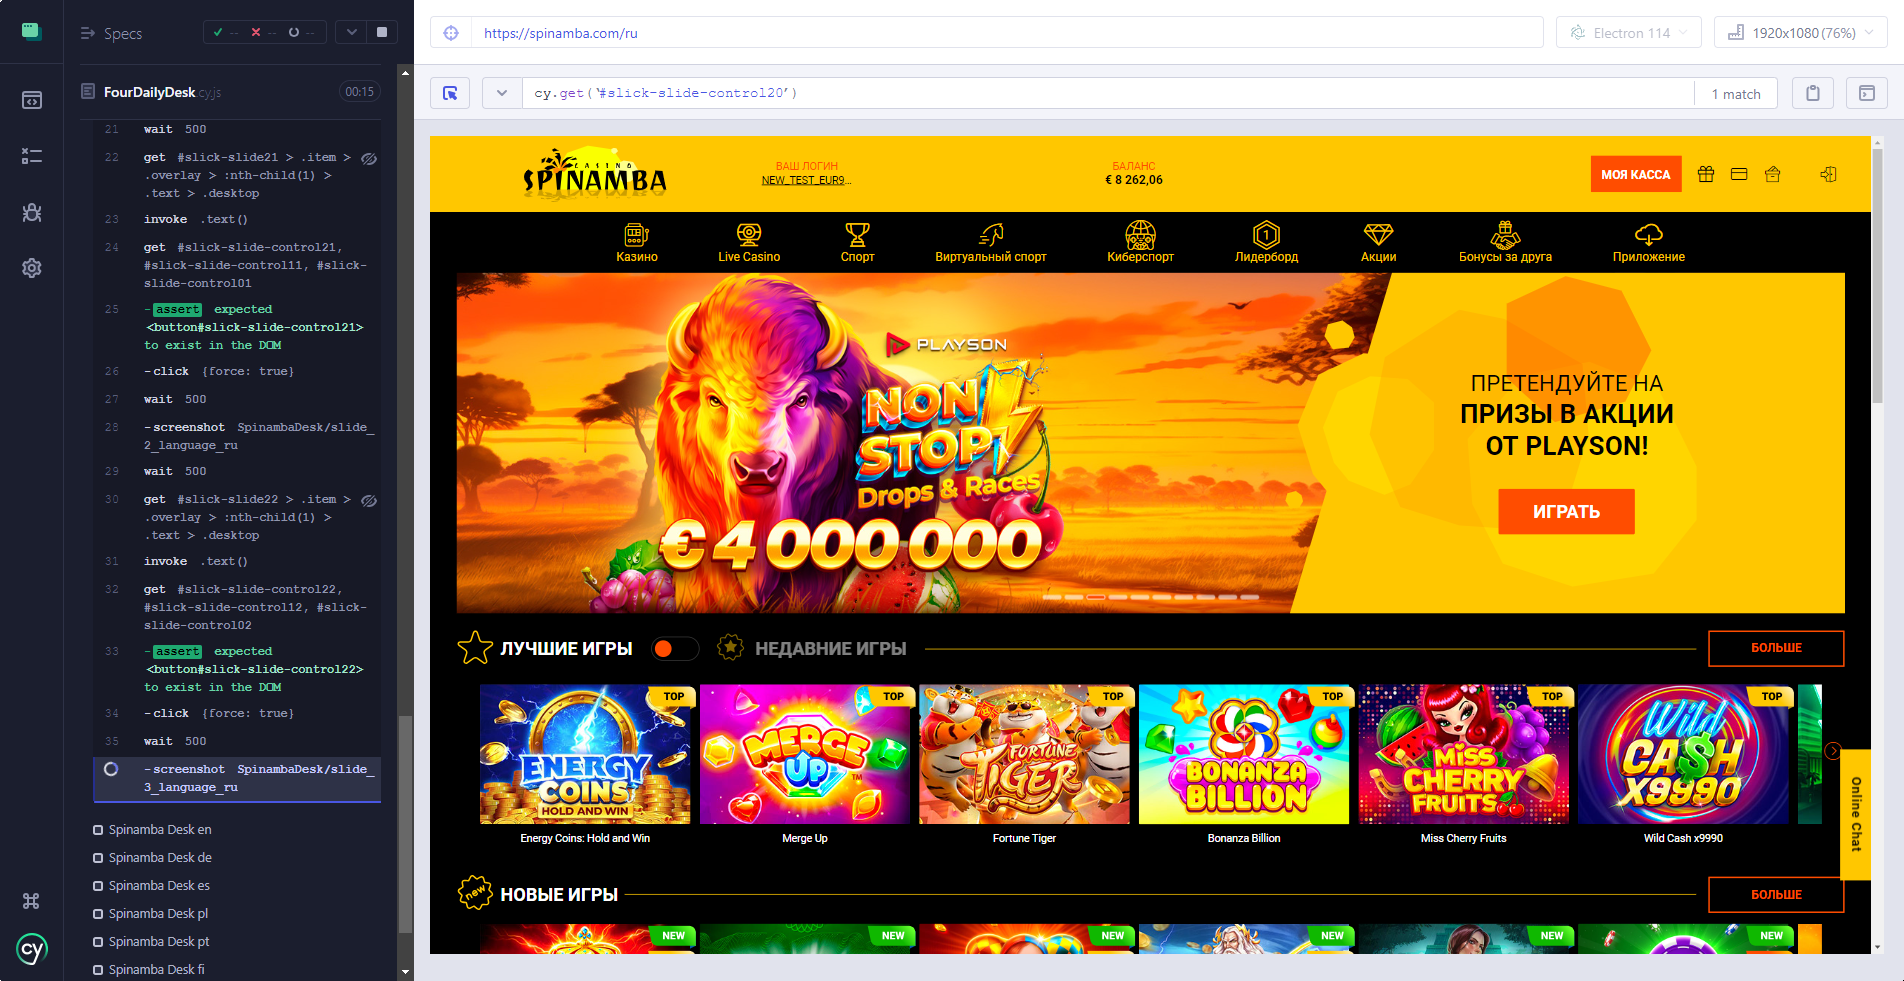 Specs
--
--
--
https://spinamba.com/ru
Electron 114
1920x1080 (76%)
FourDailyDesk.cy.js
00:15
cy.get('#slick-slide-control20')
1 match
21 wait 500
22 get #slick-slide21 > .item >
.overlay > :nth-child(1) >
.text > .desktop
23 invoke .text()
24 get #slick-slide-control21,
#slick-slide-control11, #slick-
slide-control01
25 -assert expected
<button#slick-slide-control21>
to exist in the DOM
26 -click {force: true}
27 wait 500
28 -screenshot SpinambaDesk/slide_
2_language_ru
29 wait 500
30 get #slick-slide22 > .item >
.overlay > :nth-child(1) >
.text > .desktop
31 invoke .text()
32 get #slick-slide-control22,
#slick-slide-control12, #slick-
slide-control02
33 -assert expected
<button#slick-slide-control22>
to exist in the DOM
34 -click {force: true}
35 wait 500
-screenshot SpinambaDesk/slide_
3_language_ru
Spinamba Desk en
Spinamba Desk de
Spinamba Desk es
Spinamba Desk pl
Spinamba Desk pt
Spinamba Desk fi
cy
CASINO
SPINAMBA
ВАШ ЛОГИН
NEW_TEST_EUR9...
БАЛАНС
€ 8 262,06
МОЯ КАССА
Казино
Live Casino
Спорт
Виртуальный спорт
Киберспорт
1
Лидерборд
Акции
Бонусы за друга
Приложение
PLAYSON
NON
STOP
Drops & Races
€ 4 000 000
ПРЕТЕНДУЙТЕ НА
ПРИЗЫ В АКЦИИ
ОТ PLAYSON!
ИГРАТЬ
ЛУЧШИЕ ИГРЫ
НЕДАВНИЕ ИГРЫ
БОЛЬШЕ
TOP
TOP
TOP
TOP
TOP
TOP
ENERGY
COINS
HOLD AND WIN
MERGE
UP
TM
FORTUNE
TIGER
BONANZA
BILLION
MISS
CHERRY
FRUITS
Wild
CA$H
X9990
Energy Coins: Hold and Win
Merge Up
Fortune Tiger
Bonanza Billion
Miss Cherry Fruits
Wild Cash x9990
Online Chat
new
НОВЫЕ ИГРЫ
БОЛЬШЕ
NEW
NEW
NEW
NEW
NEW
NEW